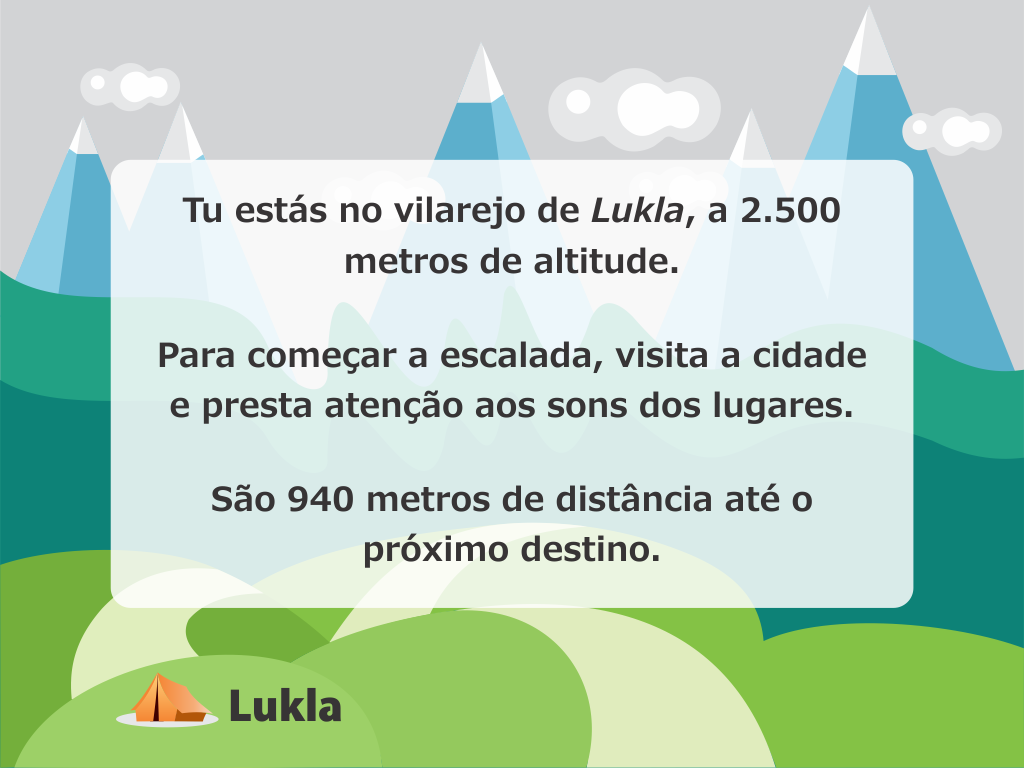 Tu estás no vilarejo de Lukla, a 2.500
metros de altitude.
Para começar a escalada, visita a cidade
e presta atenção aos sons dos lugares.
São 940 metros de distância até o
próximo destino.
Lukla